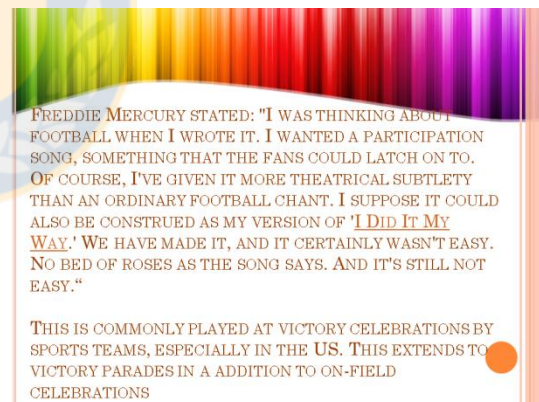 FREDDIE MERCURY STATED: "I WAS THINKING ABOUT
FOOTBALL WHEN I WROTE IT. I WANTED A PARTICIPATION
SONG, SOMETHING THAT THE FANS COULD LATCH ON TO.
OF COURSE, I'VE GIVEN IT MORE THEATRICAL SUBTLETY
THAN AN ORDINARY FOOTBALL CHANT. I SUPPOSE IT COULD
ALSO BE CONSTRUED AS MY VERSION OF 'I DID IT MY
WAY.' WE HAVE MADE IT, AND IT CERTAINLY WASN'T EASY.
NO BED OF ROSES AS THE SONG SAYS. AND IT'S STILL NOT
EASY.“
THIS IS COMMONLY PLAYED AT VICTORY CELEBRATIONS BY
SPORTS TEAMS, ESPECIALLY IN THE US. THIS EXTENDS TO
VICTORY PARADES IN A ADDITION TO ON-FIELD
CELEBRATIONS